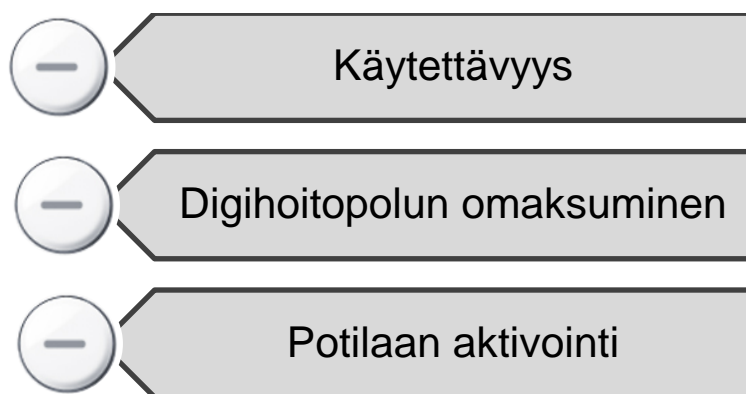 Käytettävyys
Digihoitopolun omaksuminen
Potilaan aktivointi